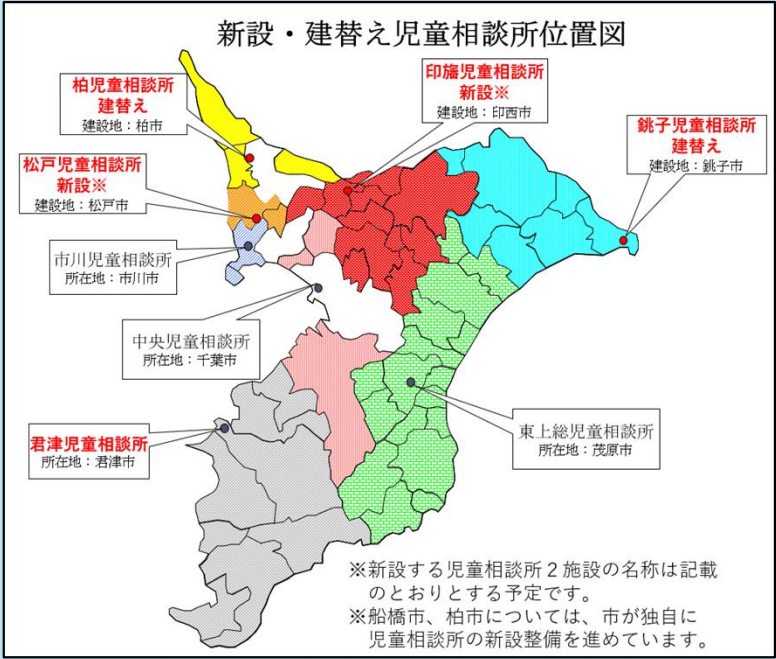 新設・建替え児童相談所位置図
柏児童相談所
建替え
建設地：柏市
印旛児童相談所
新設※
建設地：印西市
銚子児童相談所
建替え
建設地：銚子市
松戸児童相談所
新設※
建設地：松戸市
市川児童相談所
所在地：市川市
中央児童相談所
所在地：千葉市
君津児童相談所
所在地：君津市
東上総児童相談所
所在地：茂原市
※新設する児童相談所２施設の名称は記載
のとおりとする予定です。
※船橋市、柏市については、市が独自に
児童相談所の新設整備を進めています。